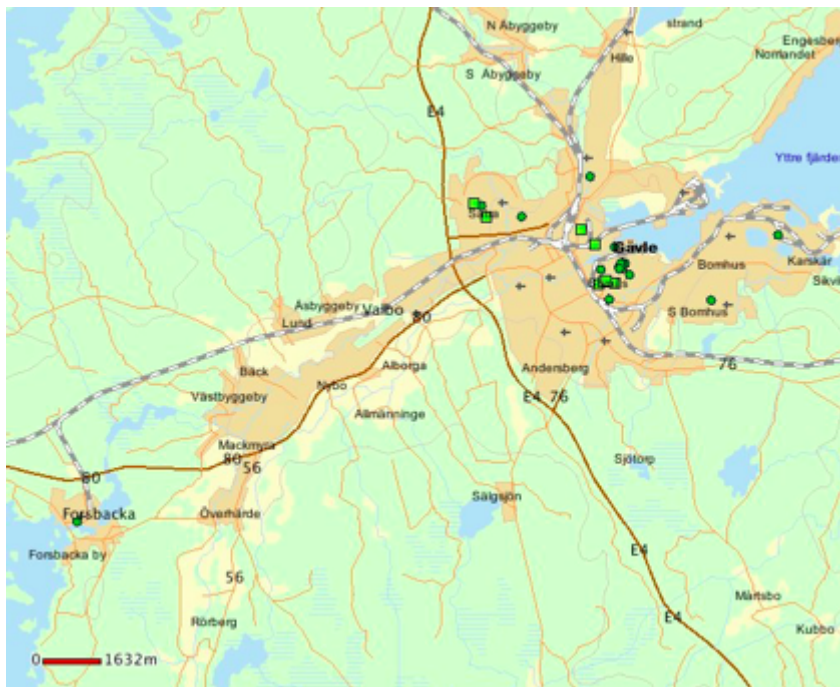 N Åbyggeby
strand
Engesberg
Norrlandet
Hille
S Åbyggeby
E4
Yttre fjärden
Sätra
Gävle
Bomhus
Karskär
Åsbyggeby
Valbo
80
Lund
S Bomhus
Bäck
Alborga
Andersberg
76
Nybo
Västbyggeby
E4
76
Allmänninge
Mackmyra
80
56
Sjötorp
80
Sälgsjön
Forsbacka
Överhärde
Forsbacka by
E4
56
Mårtsbo
E4
Rörberg
Kubbo
0
1632m